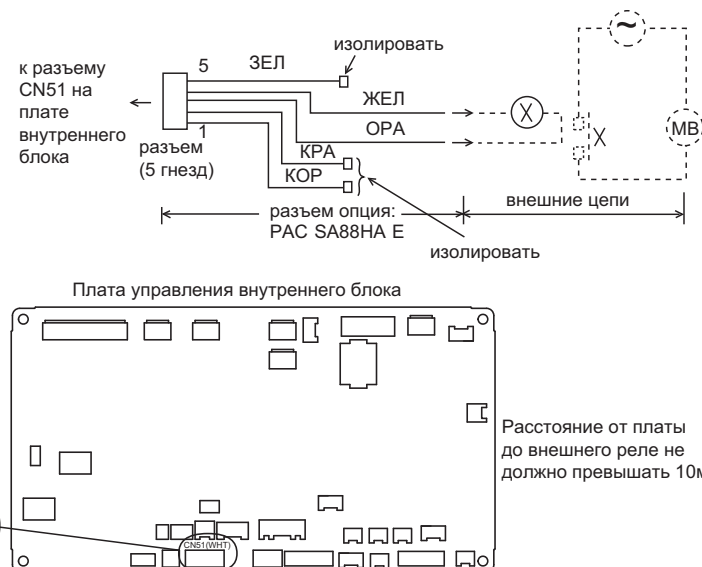 изолировать
к разъему
CN51 на
плате
внутреннего
блока
5
ЗЕЛ
ЖЕЛ
ОРА
1
разъем
(5 гнезд)
КРА
КОР
X
~
X
МВ
разъем опция:
PAC SA88HA E
внешние цепи
изолировать
Плата управления внутреннего блока
Расстояние от платы
до внешнего реле не
должно превышать 10м
CN51(WHT)